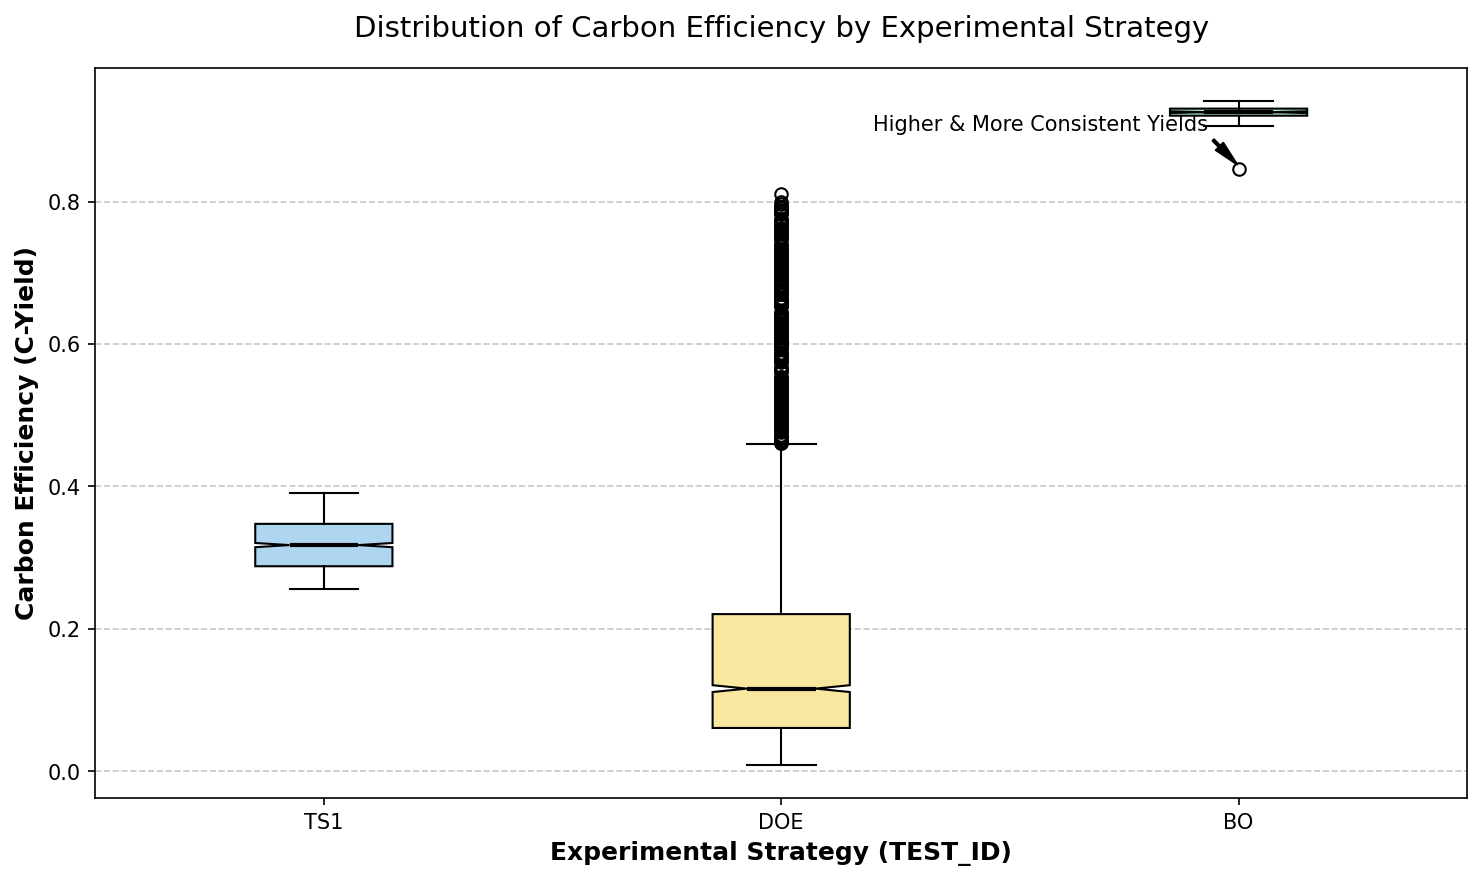 Distribution of Carbon Efficiency by Experimental Strategy
Higher & More Consistent Yields
Carbon Efficiency (C-Yield)
0.8
0.6
0.4
0.2
0.0
TS1
DOE
BO
Experimental Strategy (TEST_ID)